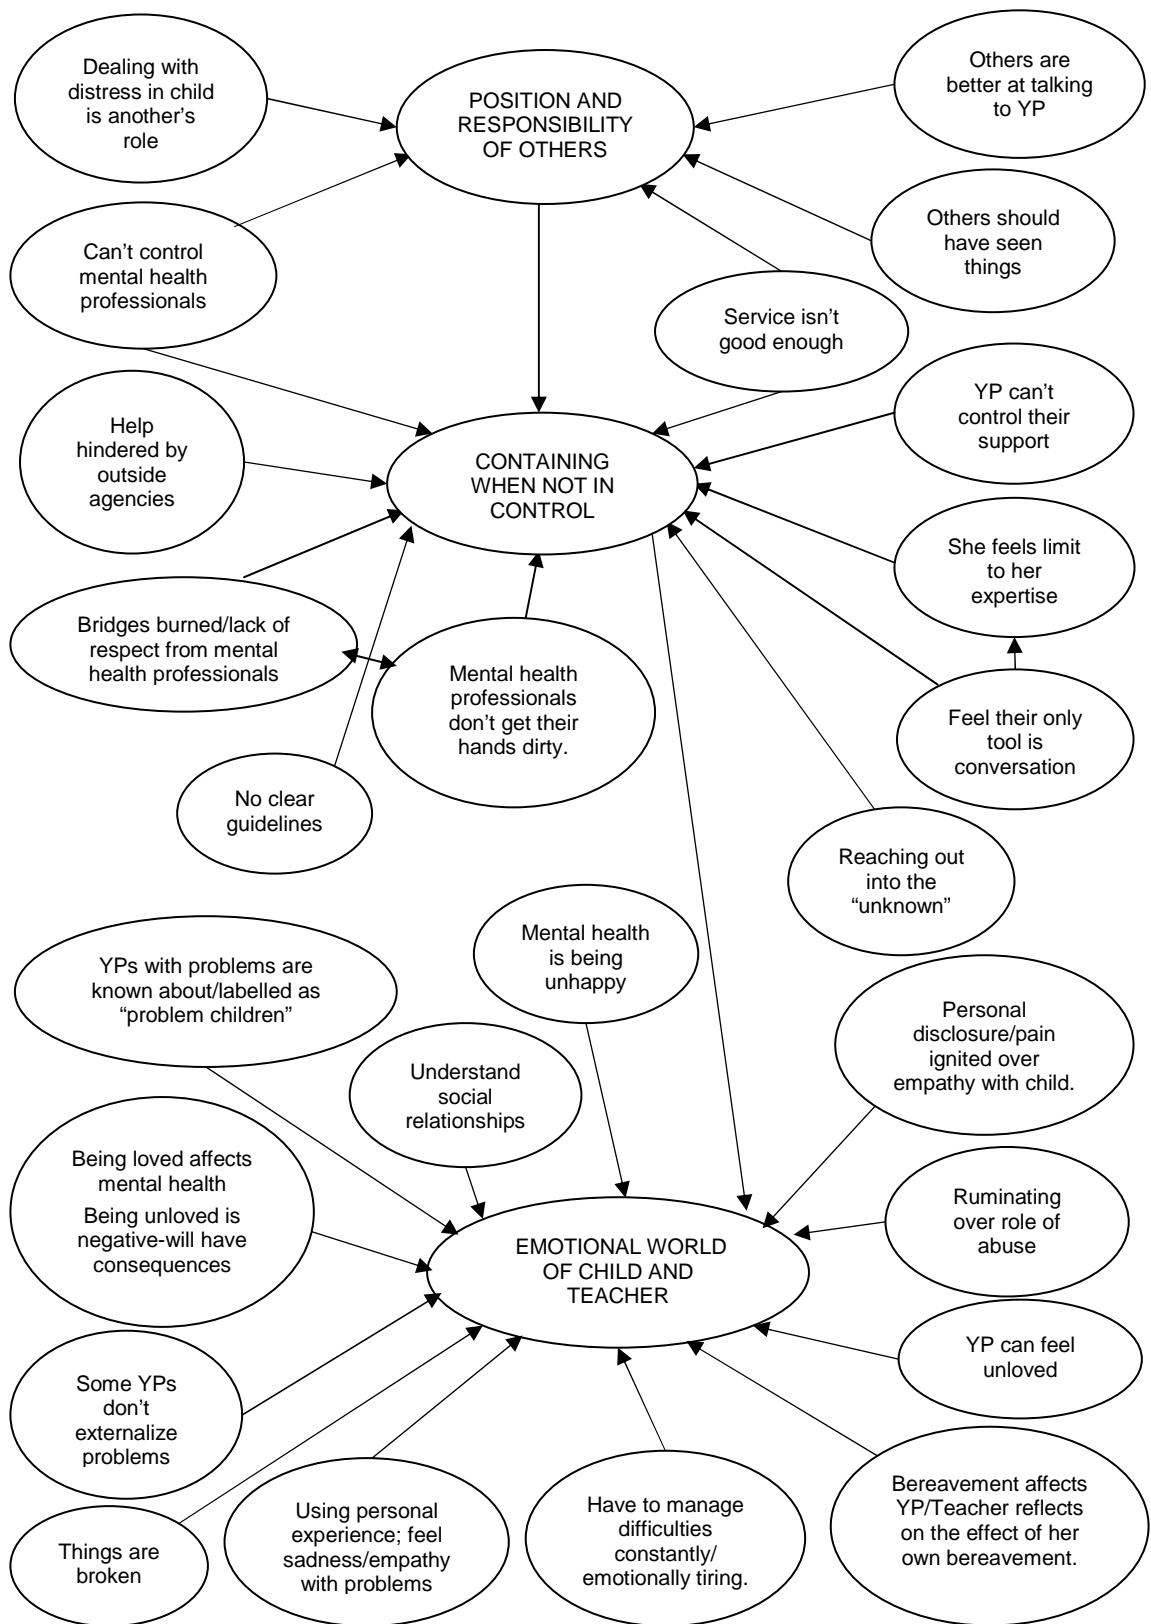 Dealing with
distress in child
is another's
role
POSITION AND
RESPONSIBILITY
OF OTHERS
Others are
better at talking
to YP
Can't control
mental health
professionals
Others should
have seen
things
Service isn't
good enough
Help
hindered by
outside
agencies
CONTAINING
WHEN NOT IN
CONTROL
YP can't
control their
support
She feels limit
to her
expertise
Bridges burned/lack of
respect from mental
health professionals
Mental health
professionals
don't get their
hands dirty.
Feel their only
tool is
conversation
No clear
guidelines
Reaching out
into the
“unknown”
Mental health
is being
unhappy
YPs with problems are
known about/labelled as
“problem children”
Personal
disclosure/pain
ignited over
empathy with child.
Understand
social
relationships
Being loved affects
mental health
Being unloved is
negative-will have
consequences
Ruminating
over role of
abuse
EMOTIONAL WORLD
OF CHILD AND
TEACHER
YP can feel
unloved
Some YPs
don't
externalize
problems
Things are
broken
Using personal
experience; feel
sadness/empathy
with problems
Have to manage
difficulties
constantly/
emotionally tiring.
Bereavement affects
YP/Teacher reflects
on the effect of her
own bereavement.